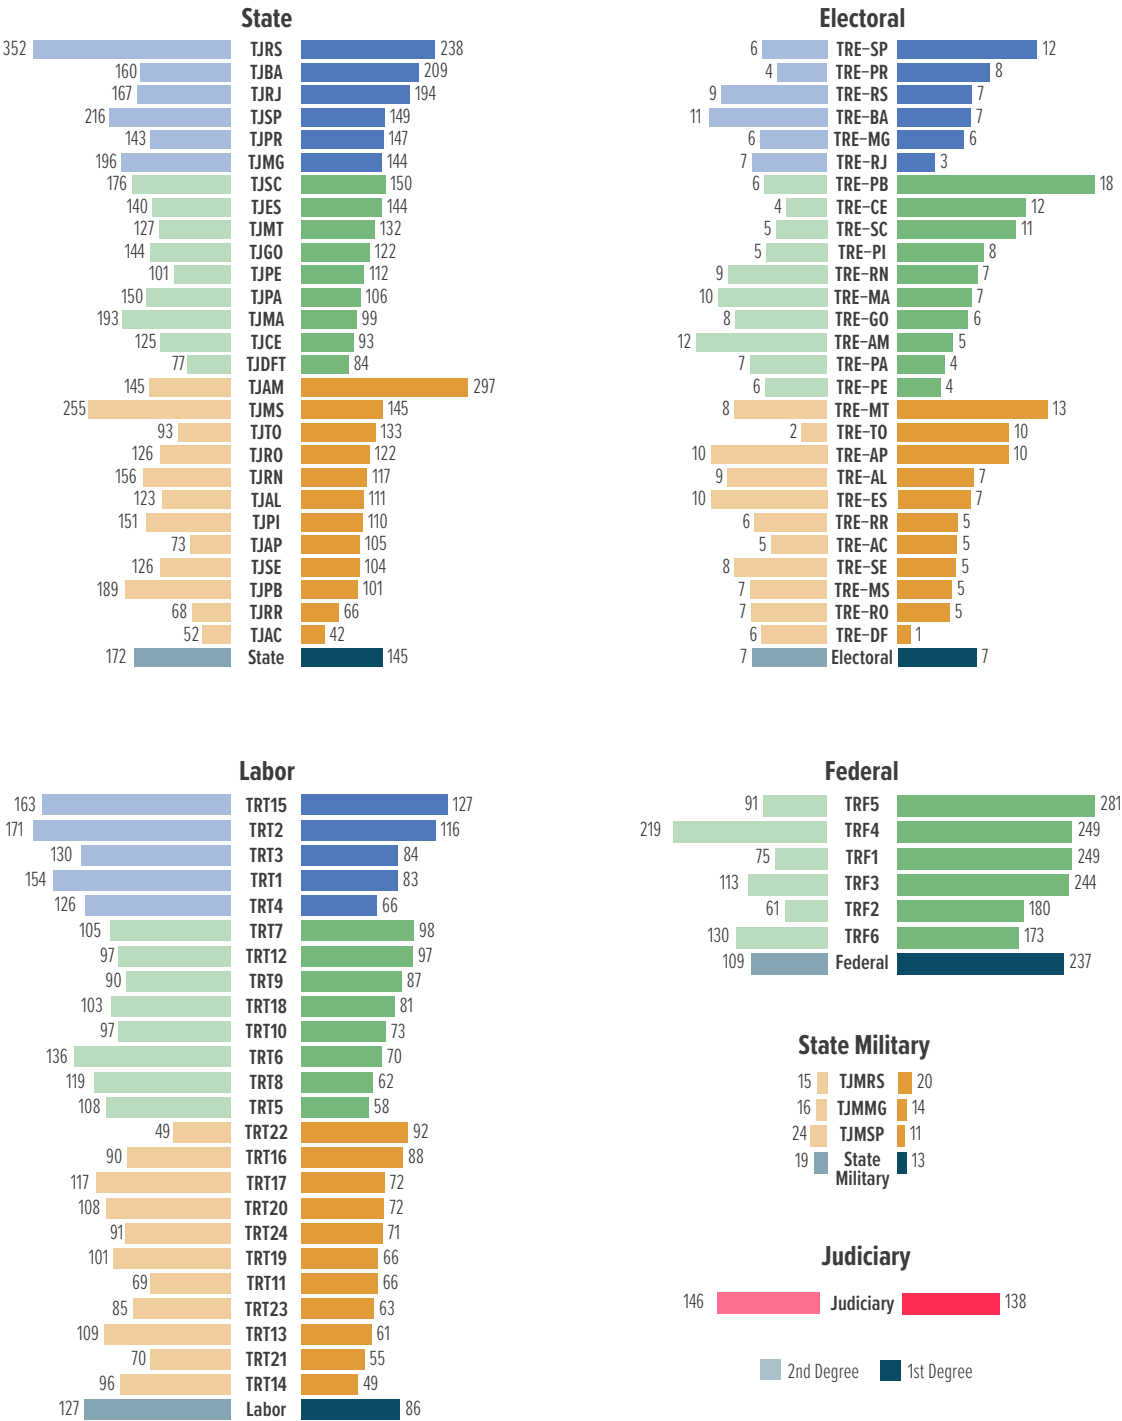 State
352 TJRS 238
160 TJBA 209
167 TJRJ 194
216 TJSP 149
143 TJPR 147
196 TJMG 144
176 TJSC 150
140 TJES 144
127 TJMT 132
144 TJGO 122
101 TJPE 112
150 TJPA 106
193 TJMA 99
125 TJCE 93
77 TJDFT 84
145 TJAM 297
255 TJMS 145
93 TJTO 133
126 TJRO 122
156 TJRN 117
123 TJAL 111
151 TJPI 110
73 TJAP 105
126 TJSE 104
189 TJPB 101
68 TJRR 66
52 TJAC 42
172 State 145
Electoral
6 TRE-SP 12
4 TRE-PR 8
9 TRE-RS 7
11 TRE-BA 7
6 TRE-MG 6
7 TRE-RJ 3
6 TRE-PB 18
4 TRE-CE 12
5 TRE-SC 11
5 TRE-PI 8
9 TRE-RN 7
10 TRE-MA 7
8 TRE-GO 6
12 TRE-AM 5
7 TRE-PA 4
6 TRE-PE 4
8 TRE-MT 13
2 TRE-TO 10
10 TRE-AP 10
9 TRE-AL 7
10 TRE-ES 7
6 TRE-RR 5
5 TRE-AC 5
8 TRE-SE 5
7 TRE-MS 5
7 TRE-RO 5
6 TRE-DF 1
7 Electoral 7
Labor
163 TRT15 127
171 TRT2 116
130 TRT3 84
154 TRT1 83
126 TRT4 66
105 TRT7 98
97 TRT12 97
90 TRT9 87
103 TRT18 81
97 TRT10 73
136 TRT6 70
119 TRT8 62
108 TRT5 58
49 TRT22 92
90 TRT16 88
117 TRT17 72
108 TRT20 72
91 TRT24 71
101 TRT19 66
69 TRT11 66
85 TRT23 63
109 TRT13 61
70 TRT21 55
96 TRT14 49
127 Labor 86
Federal
91 TRF5 281
219 TRF4 249
75 TRF1 249
113 TRF3 244
61 TRF2 180
130 TRF6 173
109 Federal 237
State Military
15 TJMRS 20
16 TJMMG 14
24 TJMSP 11
19 State 13
Military
Judiciary
146 Judiciary 138
2nd Degree 1st Degree